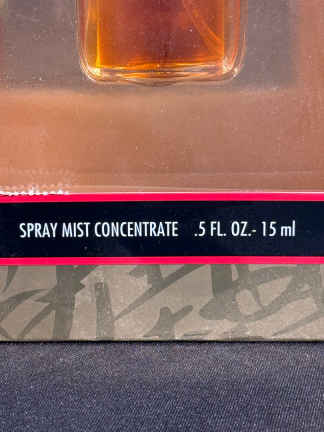 SPRAY MIST CONCENTRATE .5 FL. OZ.- 15 ml